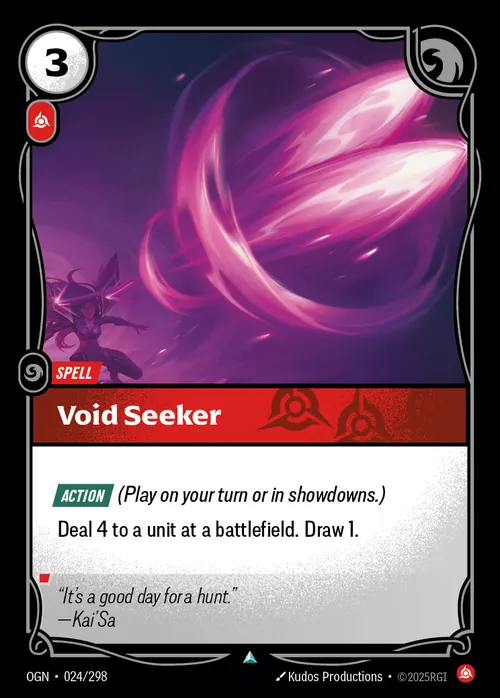 3
SPELL
Void Seeker
ACTION (Play on your turn or in showdowns.)
Deal 4 to a unit at a battlefield. Draw 1.
“It’s a good day for a hunt.”
—Kai’Sa
OGN • 024/298
Kudos Productions • ©2025RGI